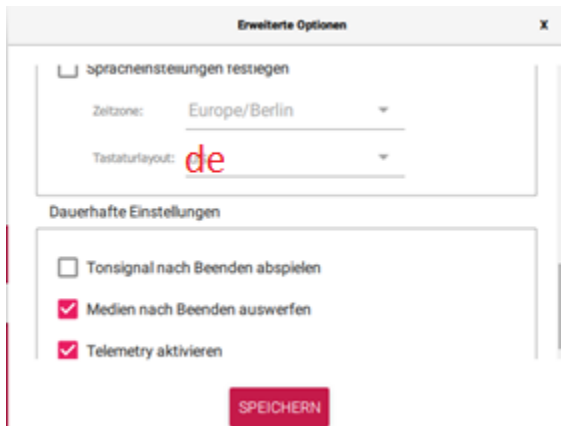 Erweiterte Optionen X
Spracheinstellungen festlegen
Zeitzone: Europe/Berlin
Tastaturlayout: de
Dauerhafte Einstellungen
Tonsignal nach Beenden abspielen
Medien nach Beenden auswerfen
Telemetry aktivieren
SPEICHERN